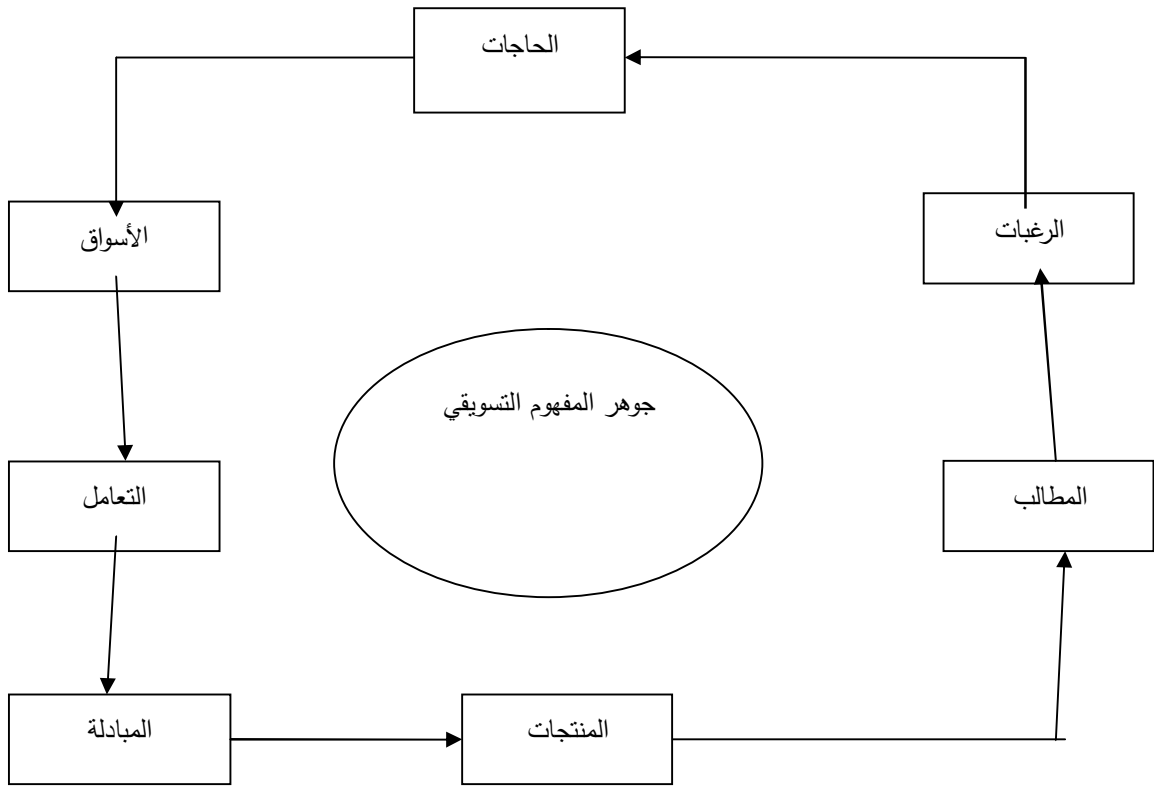 الحاجات
الرغبات
الأسواق
جوهر المفهوم التسويقي
المطالب
التعامل
المنتجات
المبادلة